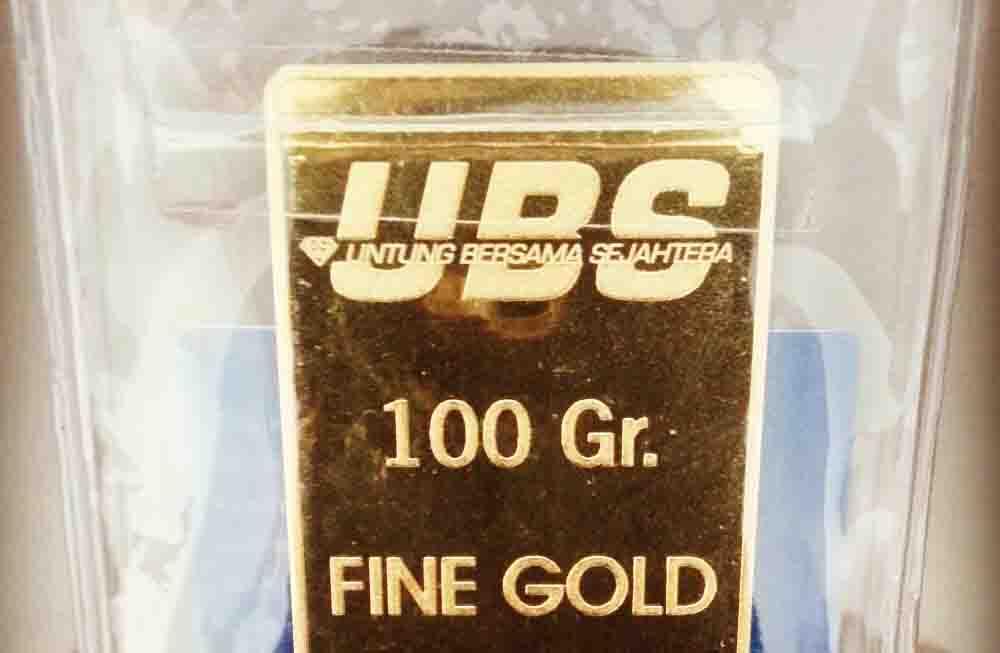 UBS
UNTUNG BERSAMA SEJAHTERA
100 Gr.
FINE GOLD